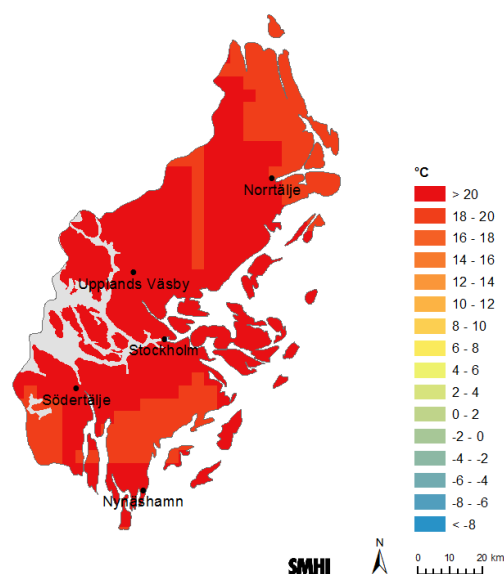 °C
> 20
18 - 20
16 - 18
14 - 16
12 - 14
10 - 12
8 - 10
6 - 8
4 - 6
2 - 4
0 - 2
-2 - 0
-4 - -2
-6 - -4
-8 - -6
< -8
Norrtälje
Upplands Väsby
Stockholm
Södertälje
Nynäshamn
SMHI
N
0 10 20 km